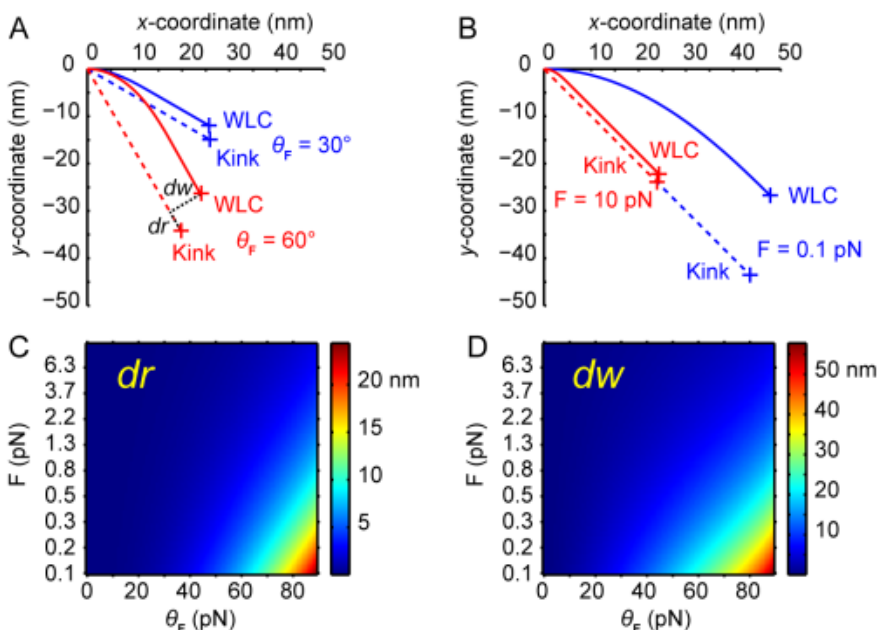 A
x-coordinate (nm)
0 10 20 30 40 50
y-coordinate (nm)
0
−10
−20
−30
−40
−50
WLC
Kink
θF = 30°
dw
WLC
dr
Kink
θF = 60°
B
x-coordinate (nm)
0 10 20 30 40 50
y-coordinate (nm)
0
−10
−20
−30
−40
−50
WLC
Kink
F = 10 pN
WLC
Kink
F = 0.1 pN
C
dr
F (pN)
6.3
3.7
2.2
1.3
0.8
0.5
0.3
0.2
0.1
0 20 40 60 80
θF (pN)
20 nm
15
10
5
D
dw
F (pN)
6.3
3.7
2.2
1.3
0.8
0.5
0.3
0.2
0.1
0 20 40 60 80
θF (pN)
50 nm
40
30
20
10